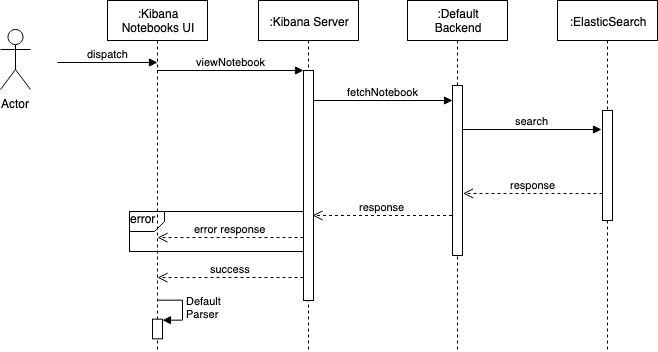 :Kibana
Notebooks UI
:Kibana Server
:Default
Backend
:ElasticSearch
Actor
dispatch
viewNotebook
fetchNotebook
search
response
response
error
error response
success
Default
Parser